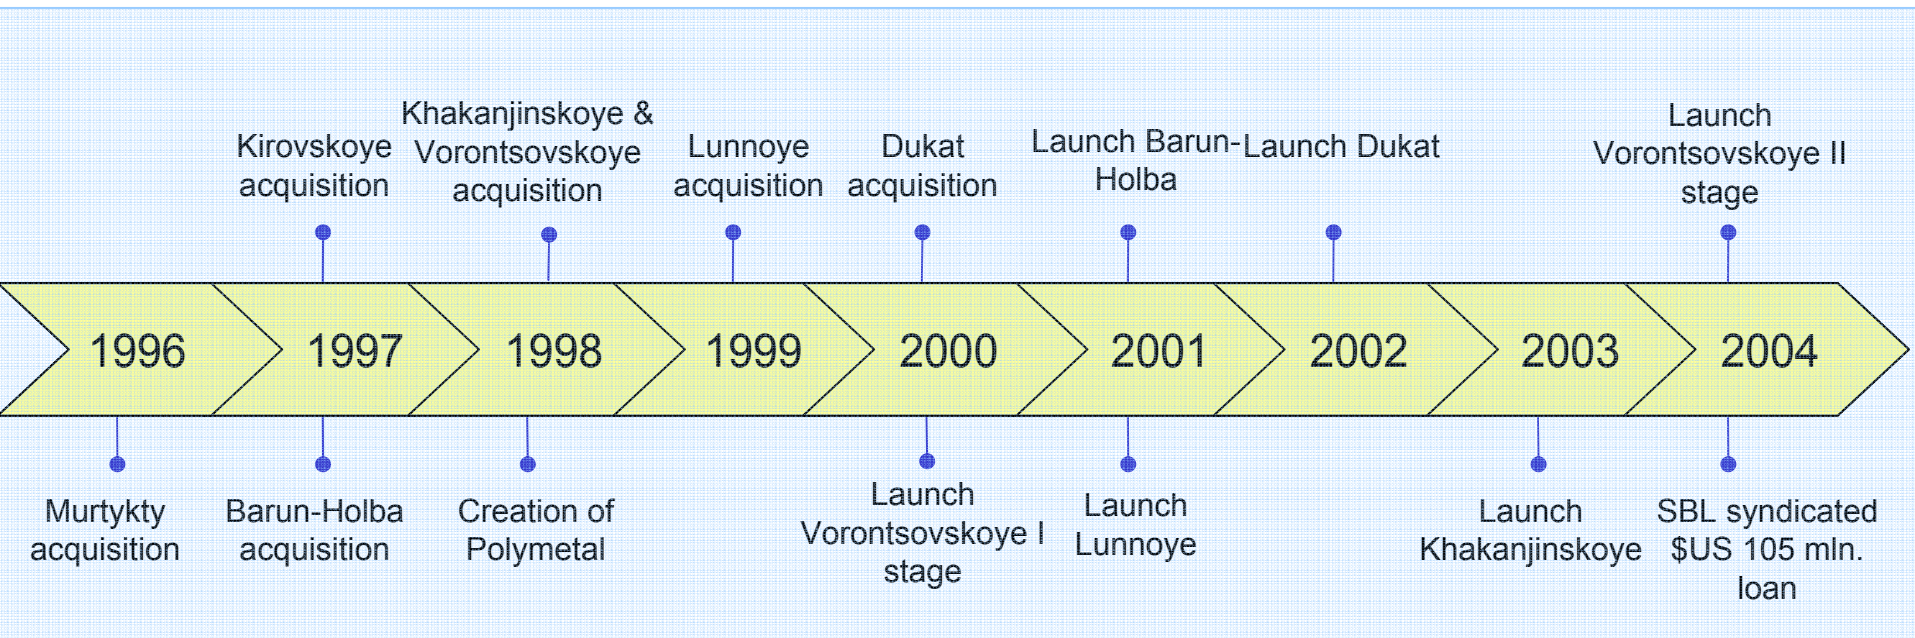 Kirovskoye
acquisition
Khakanjinskoye &
Vorontsovskoye
acquisition
Lunnoye
acquisition
Dukat
acquisition
Launch Barun-
Holba
Launch Dukat
Launch
Vorontsovskoye II
stage
1996
1997
1998
1999
2000
2001
2002
2003
2004
Murtykty
acquisition
Barun-Holba
acquisition
Creation of
Polymetal
Launch
Vorontsovskoye I
stage
Launch
Lunnoye
Launch
Khakanjinskoye
SBL syndicated
$US 105 mln.
loan